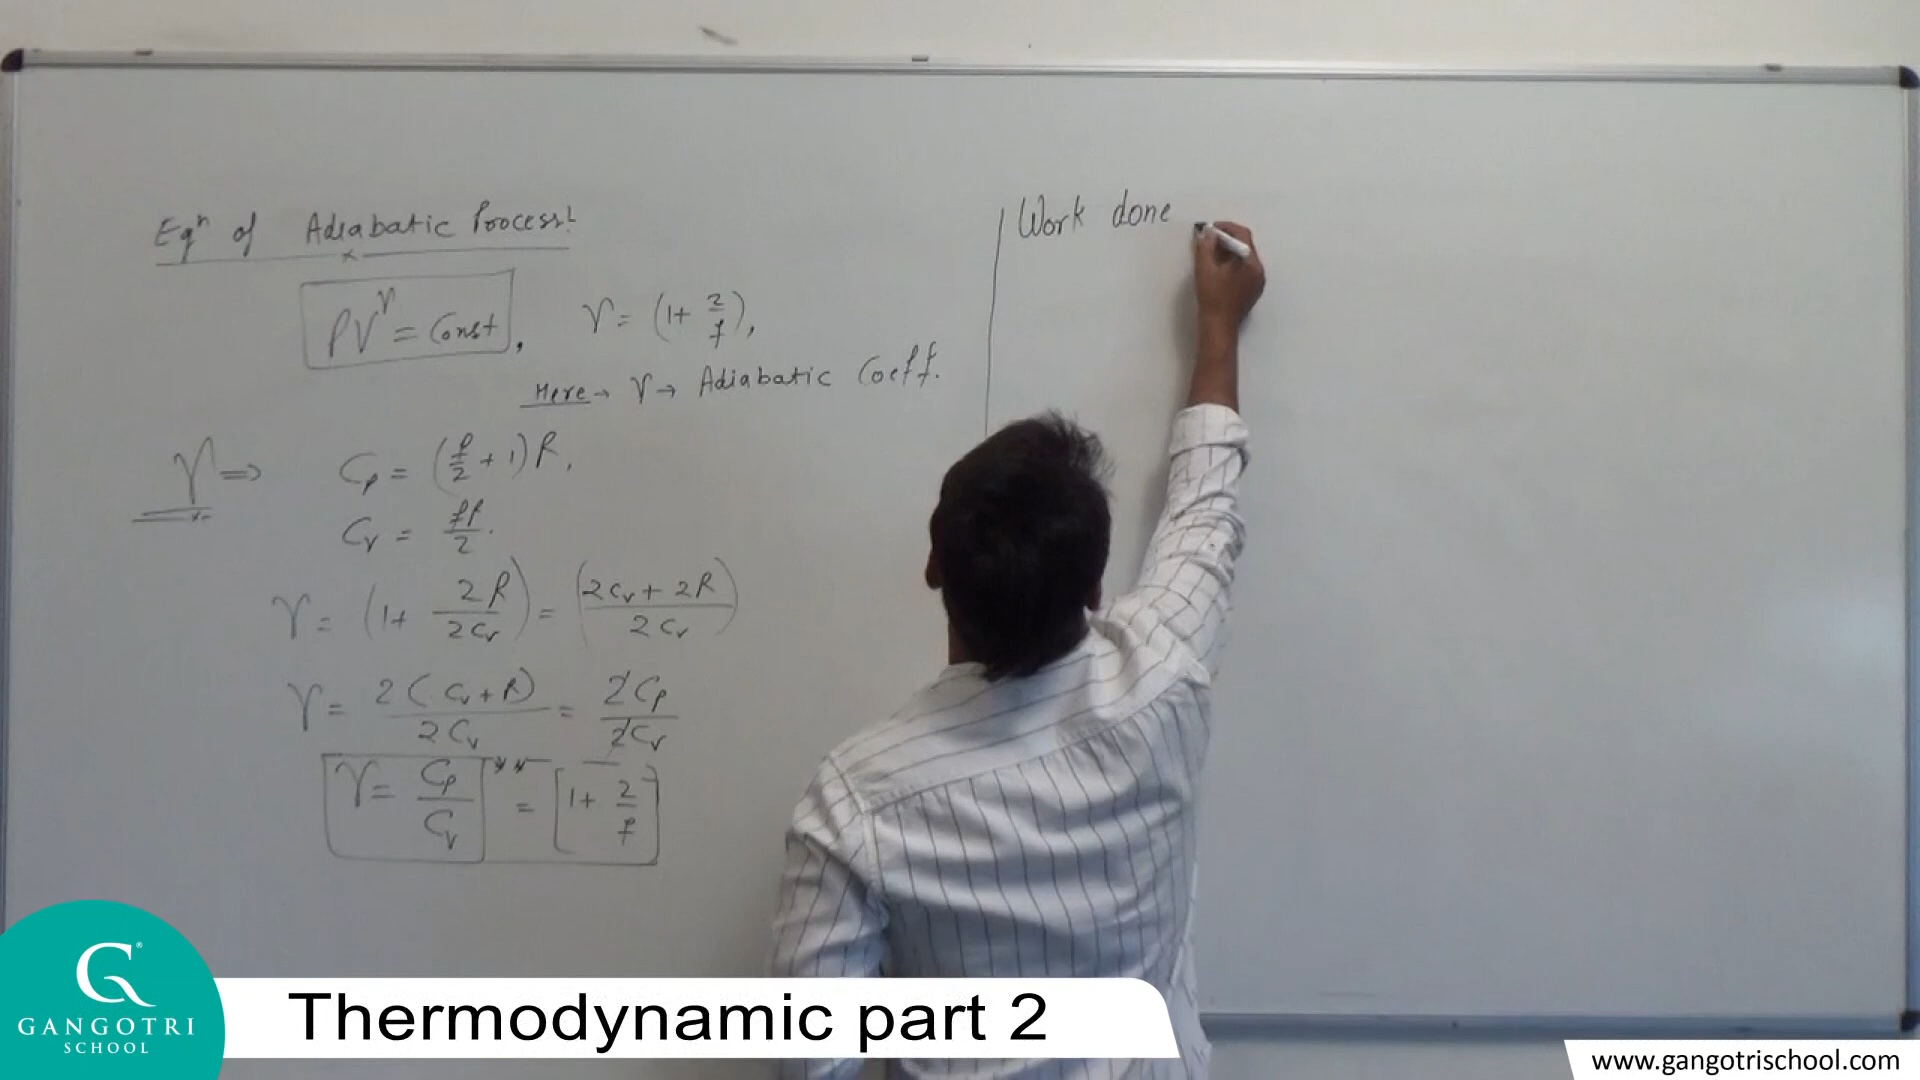 Eqⁿ of Adiabatic Process!
PV^γ = Const, γ = (1 + 2/f),
Here → γ → Adiabatic Coeff.
γ ⇒ Cp = (f/2 + 1) R,
Cv = fR/2.
γ = (1 + 2R/2Cv) = (2Cv + 2R)/2Cv
γ = 2(Cv + R)/2Cv = 2Cp/2Cv
γ = Cp/Cv ** = [1 + 2/f]
Work done
GANGOTRI
SCHOOL
Thermodynamic part 2
www.gangotrischool.com